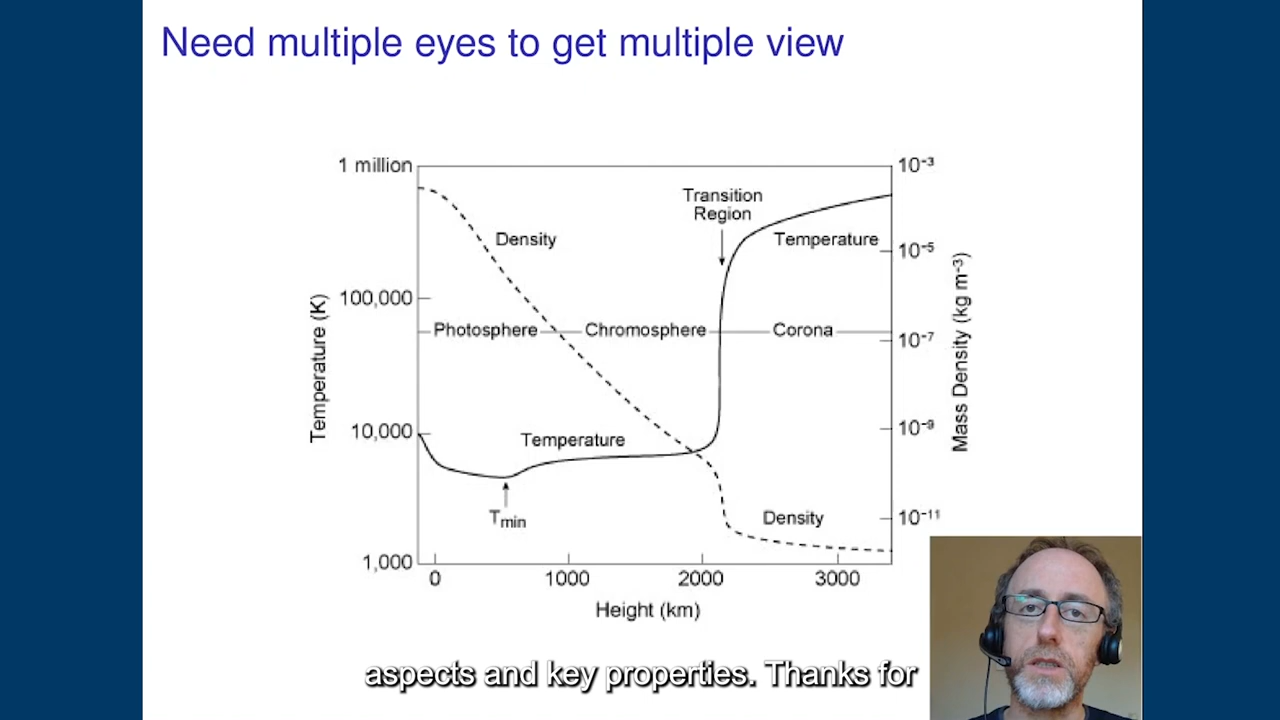 Need multiple eyes to get multiple view
1 million
10⁻³
Transition
Region
Density
Temperature
10⁻⁵
100,000
Photosphere
Chromosphere
Corona
10⁻⁷
Temperature (K)
Mass Density (kg m⁻³)
10,000
Temperature
10⁻⁹
Tmin
Density
10⁻¹¹
1,000
0
1000
2000
3000
Height (km)
aspects and key properties. Thanks for